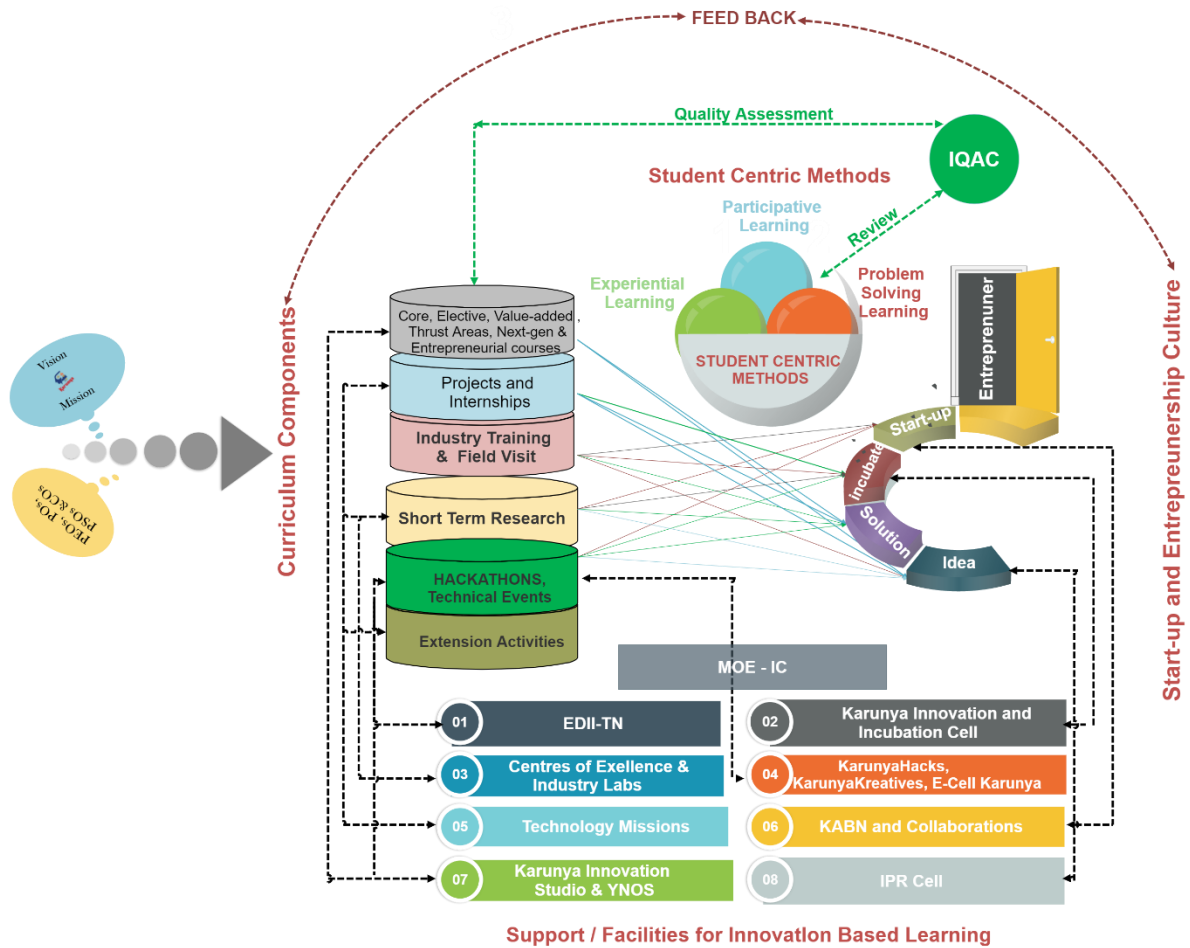 FEED BACK
Quality Assessment
IQAC
Student Centric Methods
Participative
Learning
Review
Experiential
Learning
Problem
Solving
Learning
STUDENT CENTRIC
METHODS
Vision
Mission
PEOs, POs,
PSOs & COs
Curriculum Components
Core, Elective, Value-added ,
Thrust Areas, Next-gen &
Entrepreneurial courses
Projects and
Internships
Industry Training
& Field Visit
Short Term Research
HACKATHONS,
Technical Events
Extension Activities
Entreprenuner
Start-up
incubate
Solution
Idea
Start-up and Entrepreunership Culture
MOE - IC
01
EDII-TN
02
Karunya Innovation and
Incubation Cell
03
Centres of Exellence &
Industry Labs
04
KarunyaHacks,
KarunyaKreatives, E-Cell Karunya
05
Technology Missions
06
KABN and Collaborations
07
Karunya Innovation
Studio & YNOS
08
IPR Cell
Support / Facilities for InnovatIon Based Learning